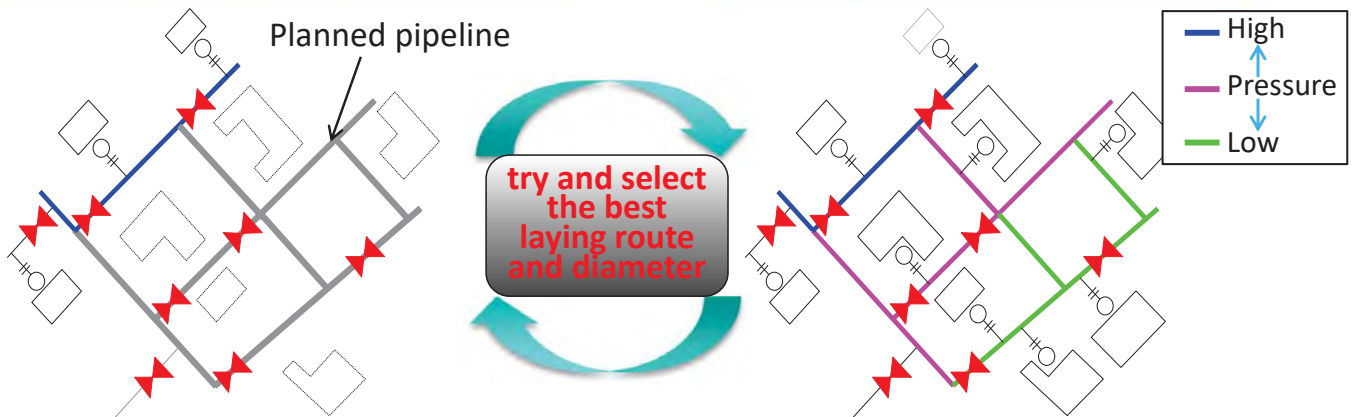 Planned pipeline
try and select
the best
laying route
and diameter
High
Pressure
Low